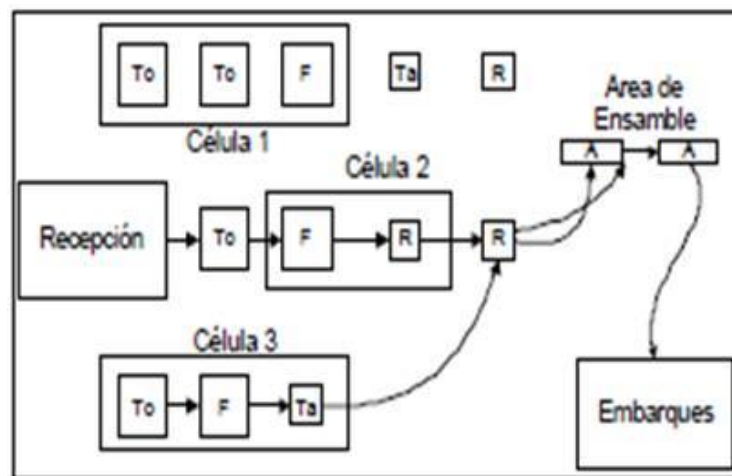 To To F Ta R
Célula 1
Area de
Ensamble
A A
Célula 2
Recepción To F R R
Célula 3
To F Ta
Embarques